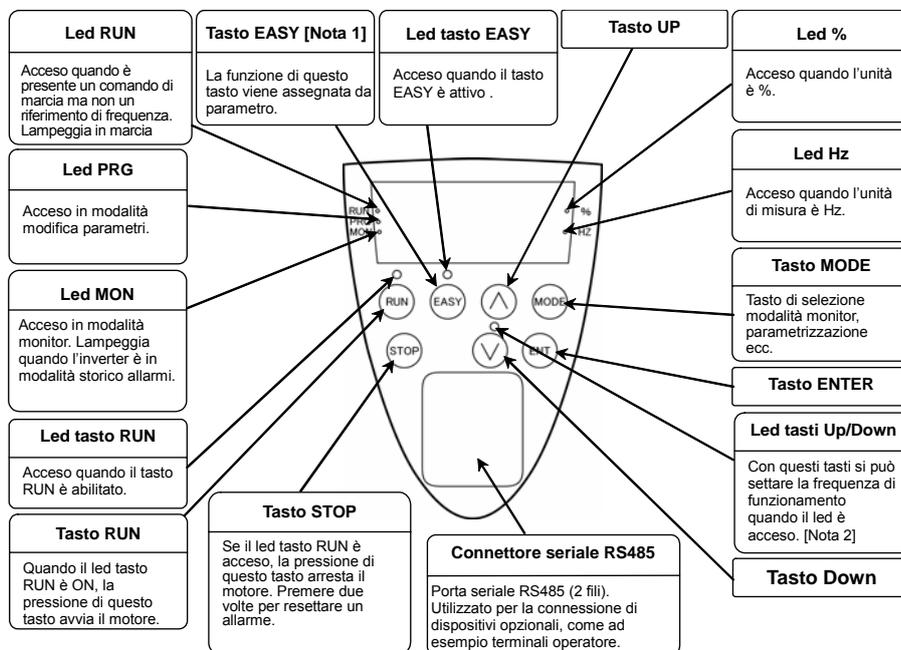 Led RUN
Acceso quando è
presente un comando di
marcia ma non un
riferimento di frequenza.
Lampeggia in marcia
Tasto EASY [Nota 1]
La funzione di questo
tasto viene assegnata da
parametro.
Led tasto EASY
Acceso quando il tasto
EASY è attivo .
Tasto UP
Led %
Acceso quando l'unità
è %.
Led PRG
Acceso in modalità
modifica parametri.
Led Hz
Acceso quando l'unità
di misura è Hz.
Led MON
Acceso in modalità
monitor. Lampeggia
quando l'inverter è in
modalità storico allarmi.
Tasto MODE
Tasto di selezione
modalità monitor,
parametrizzazione
ecc.
RUN
PRG
MON
%
HZ
RUN
EASY
MODE
STOP
ENT
Tasto ENTER
Led tasto RUN
Acceso quando il tasto
RUN è abilitato.
Led tasti Up/Down
Con questi tasti si può
settare la frequenza di
funzionamento
quando il led è
acceso. [Nota 2]
Tasto RUN
Quando il led tasto
RUN è ON, la
pressione di questo
tasto avvia il motore.
Tasto STOP
Se il led tasto RUN è
acceso, la pressione di
questo tasto arresta il
motore. Premere due
volte per resettare un
allarme.
Connettore seriale RS485
Porta seriale RS485 (2 fili).
Utilizzato per la connessione di
dispositivi opzionali, come ad
esempio terminali operatore.
Tasto Down